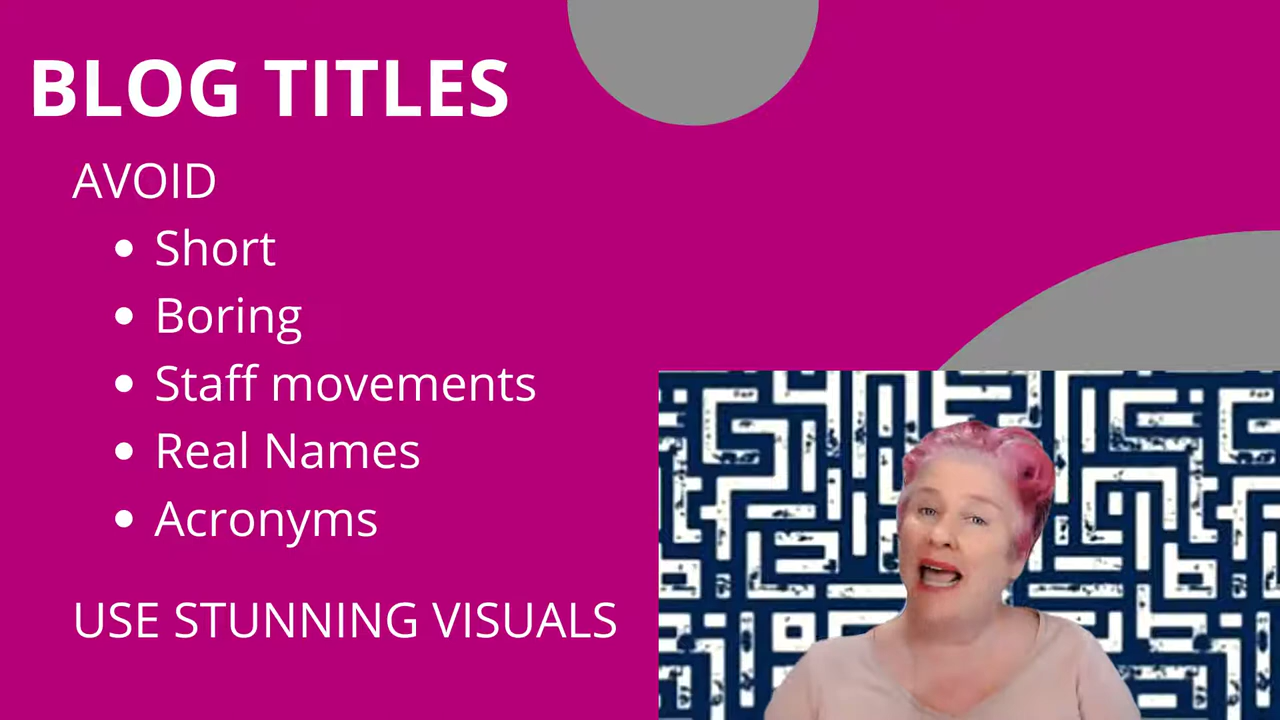 BLOG TITLES
AVOID
Short
Boring
Staff movements
Real Names
Acronyms
USE STUNNING VISUALS